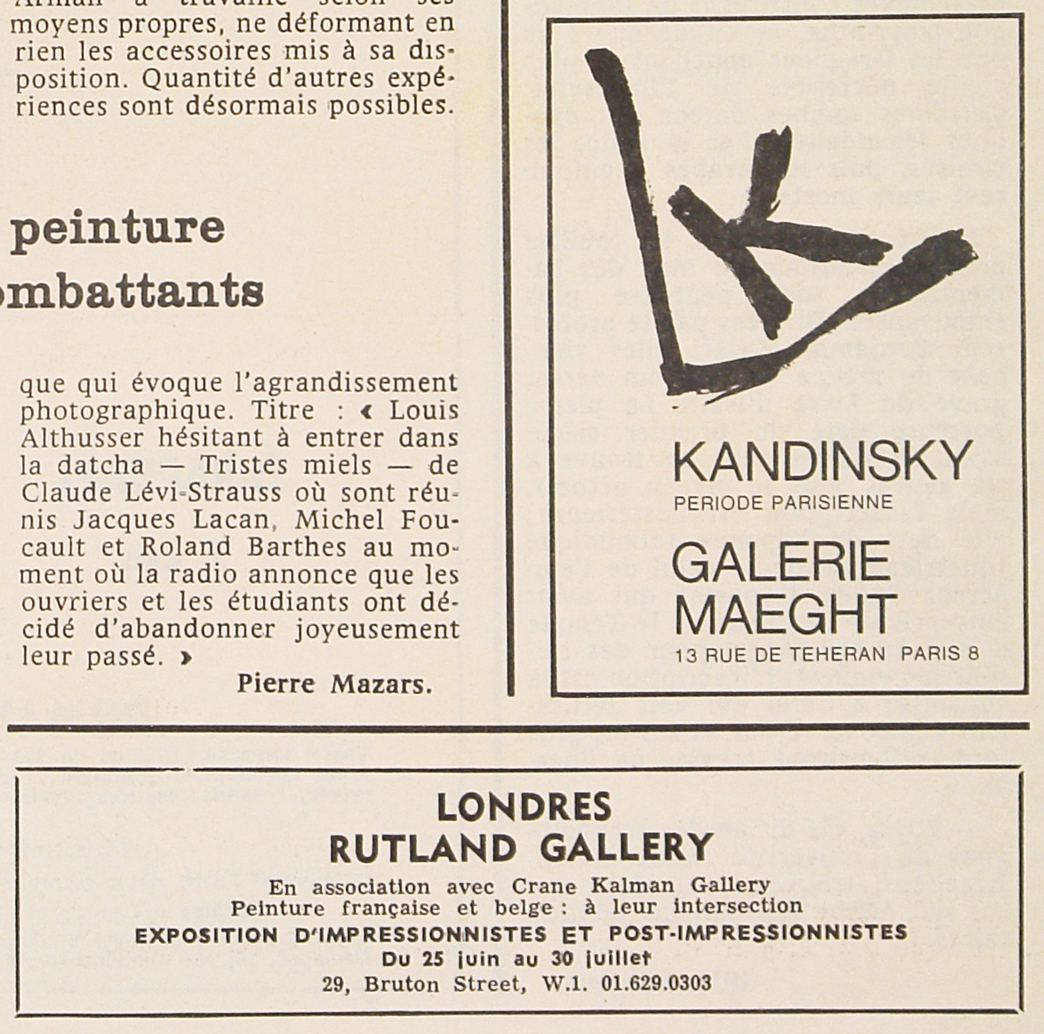 moyens propres, ne déformant en
rien les accessoires mis à sa dis-
position. Quantité d'autres expé-
riences sont désormais possibles.
peinture
ombattants
que qui évoque l'agrandissement
photographique. Titre : « Louis
Althusser hésitant à entrer dans
la datcha — Tristes miels — de
Claude Lévi-Strauss où sont réu-
nis Jacques Lacan, Michel Fou-
cault et Roland Barthes au mo-
ment où la radio annonce que les
ouvriers et les étudiants ont dé-
cidé d'abandonner joyeusement
leur passé. »
Pierre Mazars.
KANDINSKY
PERIODE PARISIENNE
GALERIE
MAEGHT
13 RUE DE TEHERAN PARIS 8
LONDRES
RUTLAND GALLERY
En association avec Crane Kalman Gallery
Peinture française et belge : à leur intersection
EXPOSITION D'IMPRESSIONNISTES ET POST-IMPRESSIONNISTES
Du 25 juin au 30 juillet
29, Bruton Street, W.1. 01.629.0303